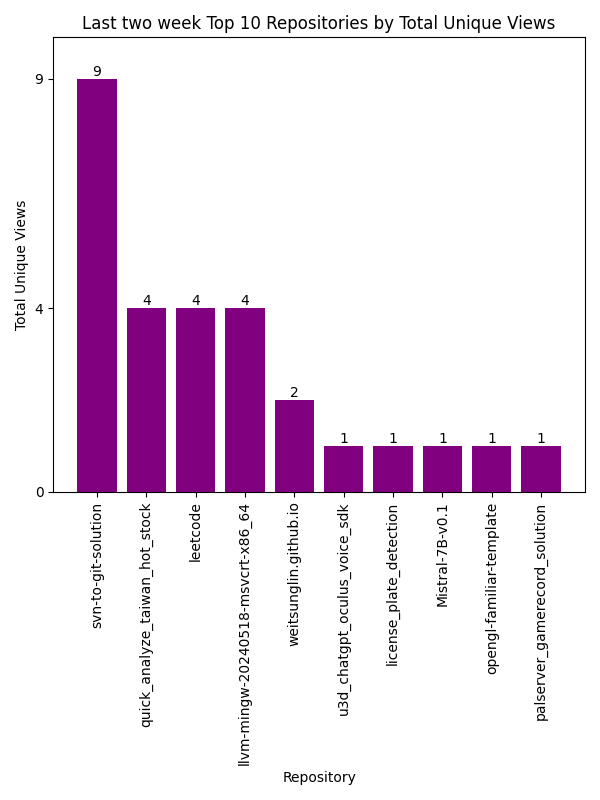 Last two week Top 10 Repositories by Total Unique Views
Total Unique Views
9
4
0
9
4
4
4
2
1
1
1
1
1
svn-to-git-solution
quick_analyze_taiwan_hot_stock
leetcode
llvm-mingw-20240518-msvcrt-x86_64
weitsunglin.github.io
u3d_chatgpt_oculus_voice_sdk
license_plate_detection
Mistral-7B-v0.1
opengl-familiar-template
palserver_gamerecord_solution
Repository